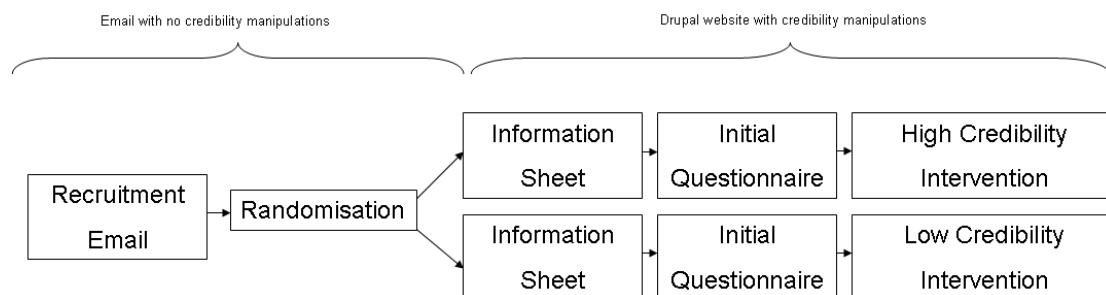 Email with no credibility manipulations
Drupal website with credibility manipulations
Recruitment
Email
Randomisation
Information
Sheet
Initial
Questionnaire
High Credibility
Intervention
Information
Sheet
Initial
Questionnaire
Low Credibility
Intervention